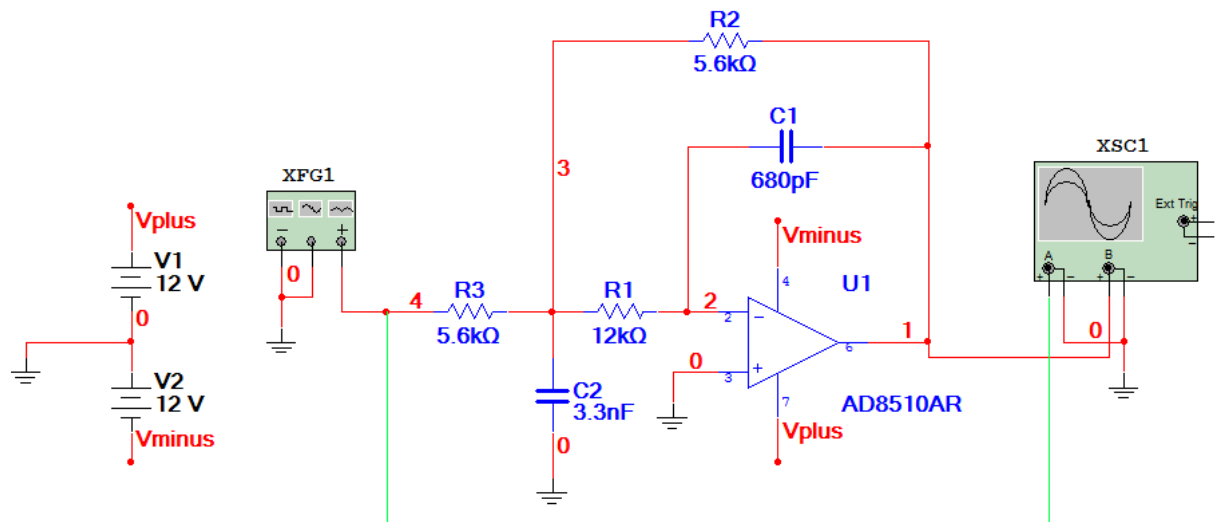 R2
5.6kΩ
C1
680pF
3
XSC1
Ext Trig
+
−
A
B
+
−
+
−
XFG1
−
+
0
Vplus
V1
12 V
0
V2
12 V
Vminus
4
R3
5.6kΩ
R1
12kΩ
2
Vminus
4
U1
2
−
3
+
6
7
1
0
0
AD8510AR
Vplus
C2
3.3nF
0